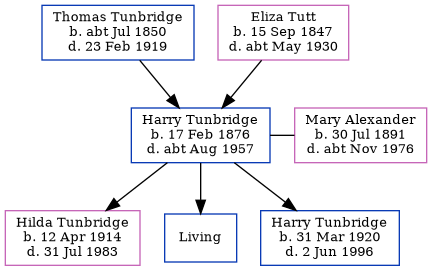 Thomas Tunbridge
b. abt Jul 1850
d. 23 Feb 1919
Eliza Tutt
b. 15 Sep 1847
d. abt May 1930
Harry Tunbridge
b. 17 Feb 1876
d. abt Aug 1957
Mary Alexander
b. 30 Jul 1891
d. abt Nov 1976
Hilda Tunbridge
b. 12 Apr 1914
d. 31 Jul 1983
Living
Harry Tunbridge
b. 31 Mar 1920
d. 2 Jun 1996